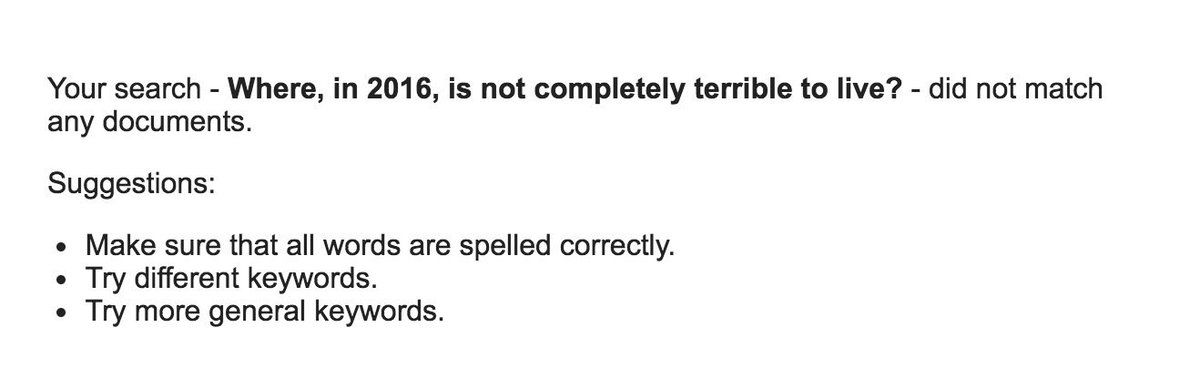 Your search - Where, in 2016, is not completely terrible to live? - did not match
any documents.
Suggestions:
• Make sure that all words are spelled correctly.
• Try different keywords.
• Try more general keywords.